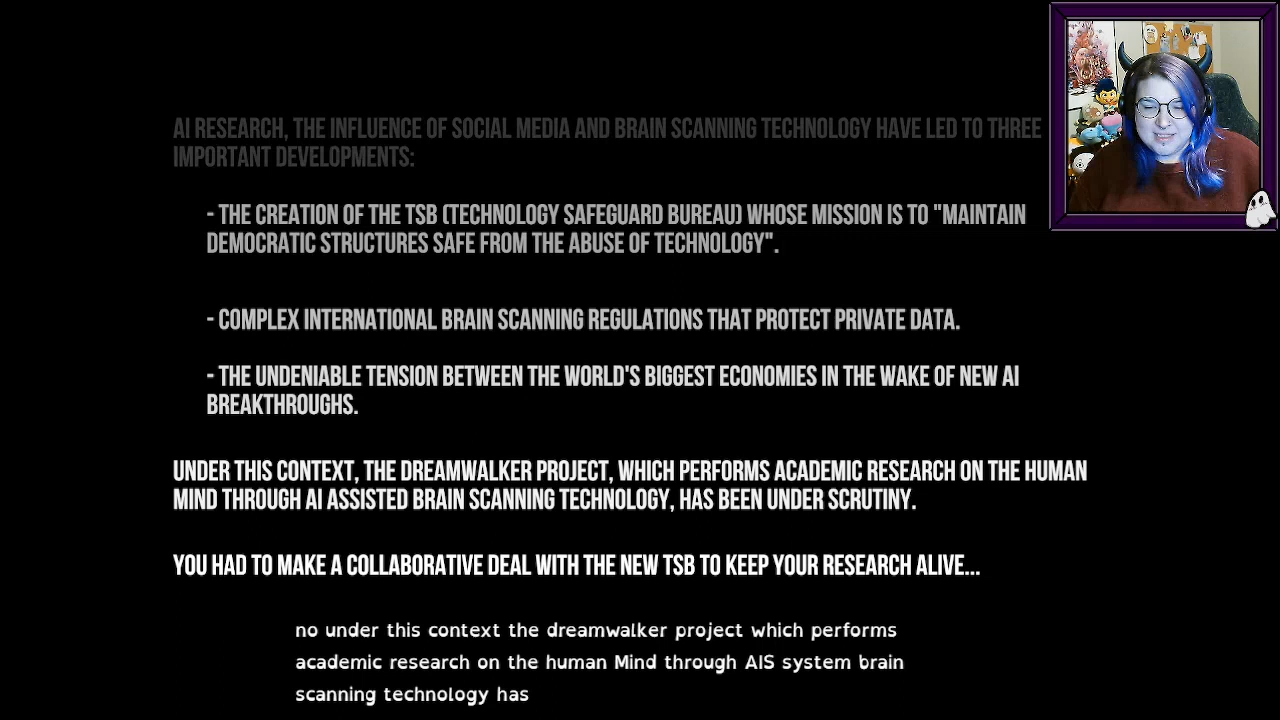 AI RESEARCH, THE INFLUENCE OF SOCIAL MEDIA AND BRAIN SCANNING TECHNOLOGY HAVE LED TO THREE
IMPORTANT DEVELOPMENTS:
- THE CREATION OF THE TSB (TECHNOLOGY SAFEGUARD BUREAU) WHOSE MISSION IS TO "MAINTAIN
DEMOCRATIC STRUCTURES SAFE FROM THE ABUSE OF TECHNOLOGY".
- COMPLEX INTERNATIONAL BRAIN SCANNING REGULATIONS THAT PROTECT PRIVATE DATA.
- THE UNDENIABLE TENSION BETWEEN THE WORLD'S BIGGEST ECONOMIES IN THE WAKE OF NEW AI
BREAKTHROUGHS.
UNDER THIS CONTEXT, THE DREAMWALKER PROJECT, WHICH PERFORMS ACADEMIC RESEARCH ON THE HUMAN
MIND THROUGH AI ASSISTED BRAIN SCANNING TECHNOLOGY, HAS BEEN UNDER SCRUTINY.
YOU HAD TO MAKE A COLLABORATIVE DEAL WITH THE NEW TSB TO KEEP YOUR RESEARCH ALIVE...
no under this context the dreamwalker project which performs
academic research on the human Mind through AIS system brain
scanning technology has